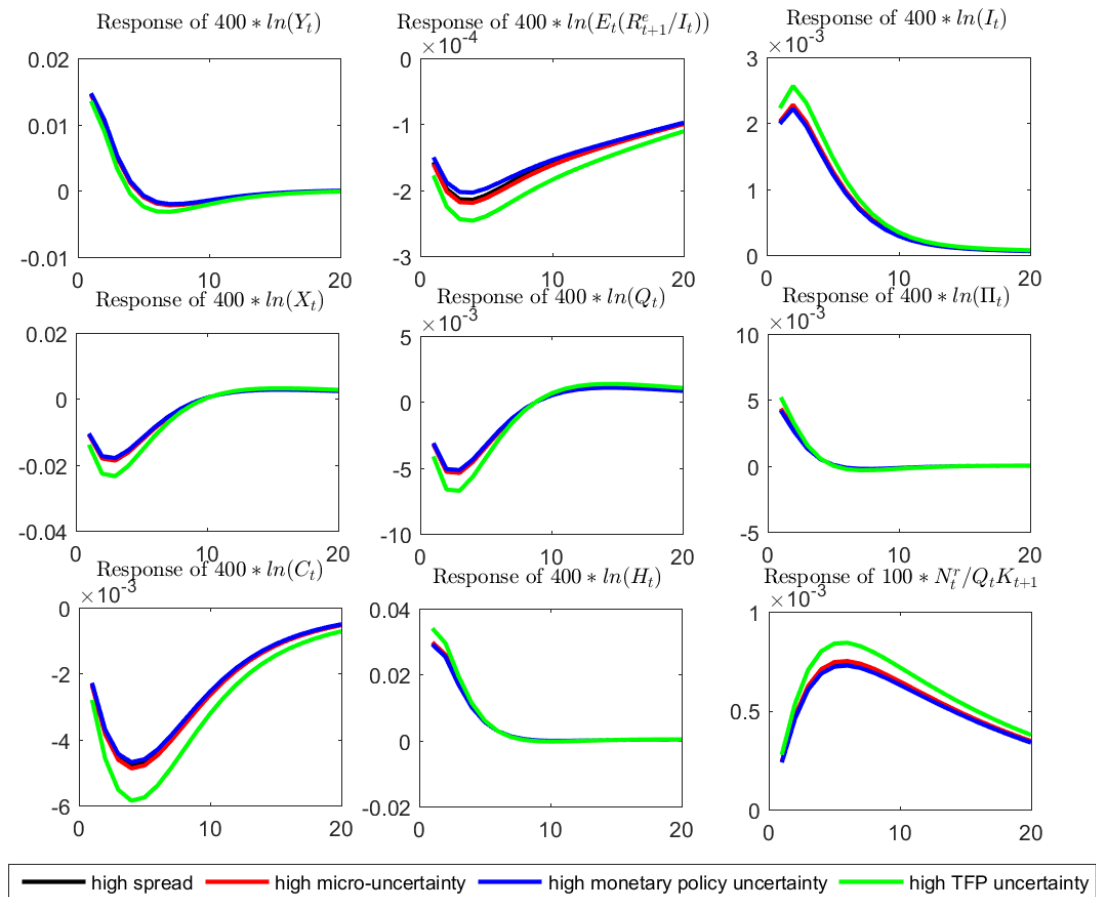 Response of 400 ∗ ln(Y_t)
Response of 400 ∗ ln(E_t(R^e_{t+1}/I_t))
Response of 400 ∗ ln(I_t)
×10^-4
×10^-3
0.02
0.01
0
-0.01
0 10 20
0
-1
-2
-3
0 10 20
3
2
1
0
0 10 20
Response of 400 ∗ ln(X_t)
Response of 400 ∗ ln(Q_t)
Response of 400 ∗ ln(Π_t)
×10^-3
×10^-3
0.02
0
-0.02
-0.04
0 10 20
5
0
-5
-10
0 10 20
10
5
0
-5
0 10 20
Response of 400 ∗ ln(C_t)
Response of 400 ∗ ln(H_t)
Response of 100 ∗ N^r_t/Q_tK_{t+1}
×10^-3
×10^-3
0
-2
-4
-6
0 10 20
0.04
0.02
0
-0.02
0 10 20
1
0.5
0
0 10 20
high spread high micro-uncertainty high monetary policy uncertainty high TFP uncertainty